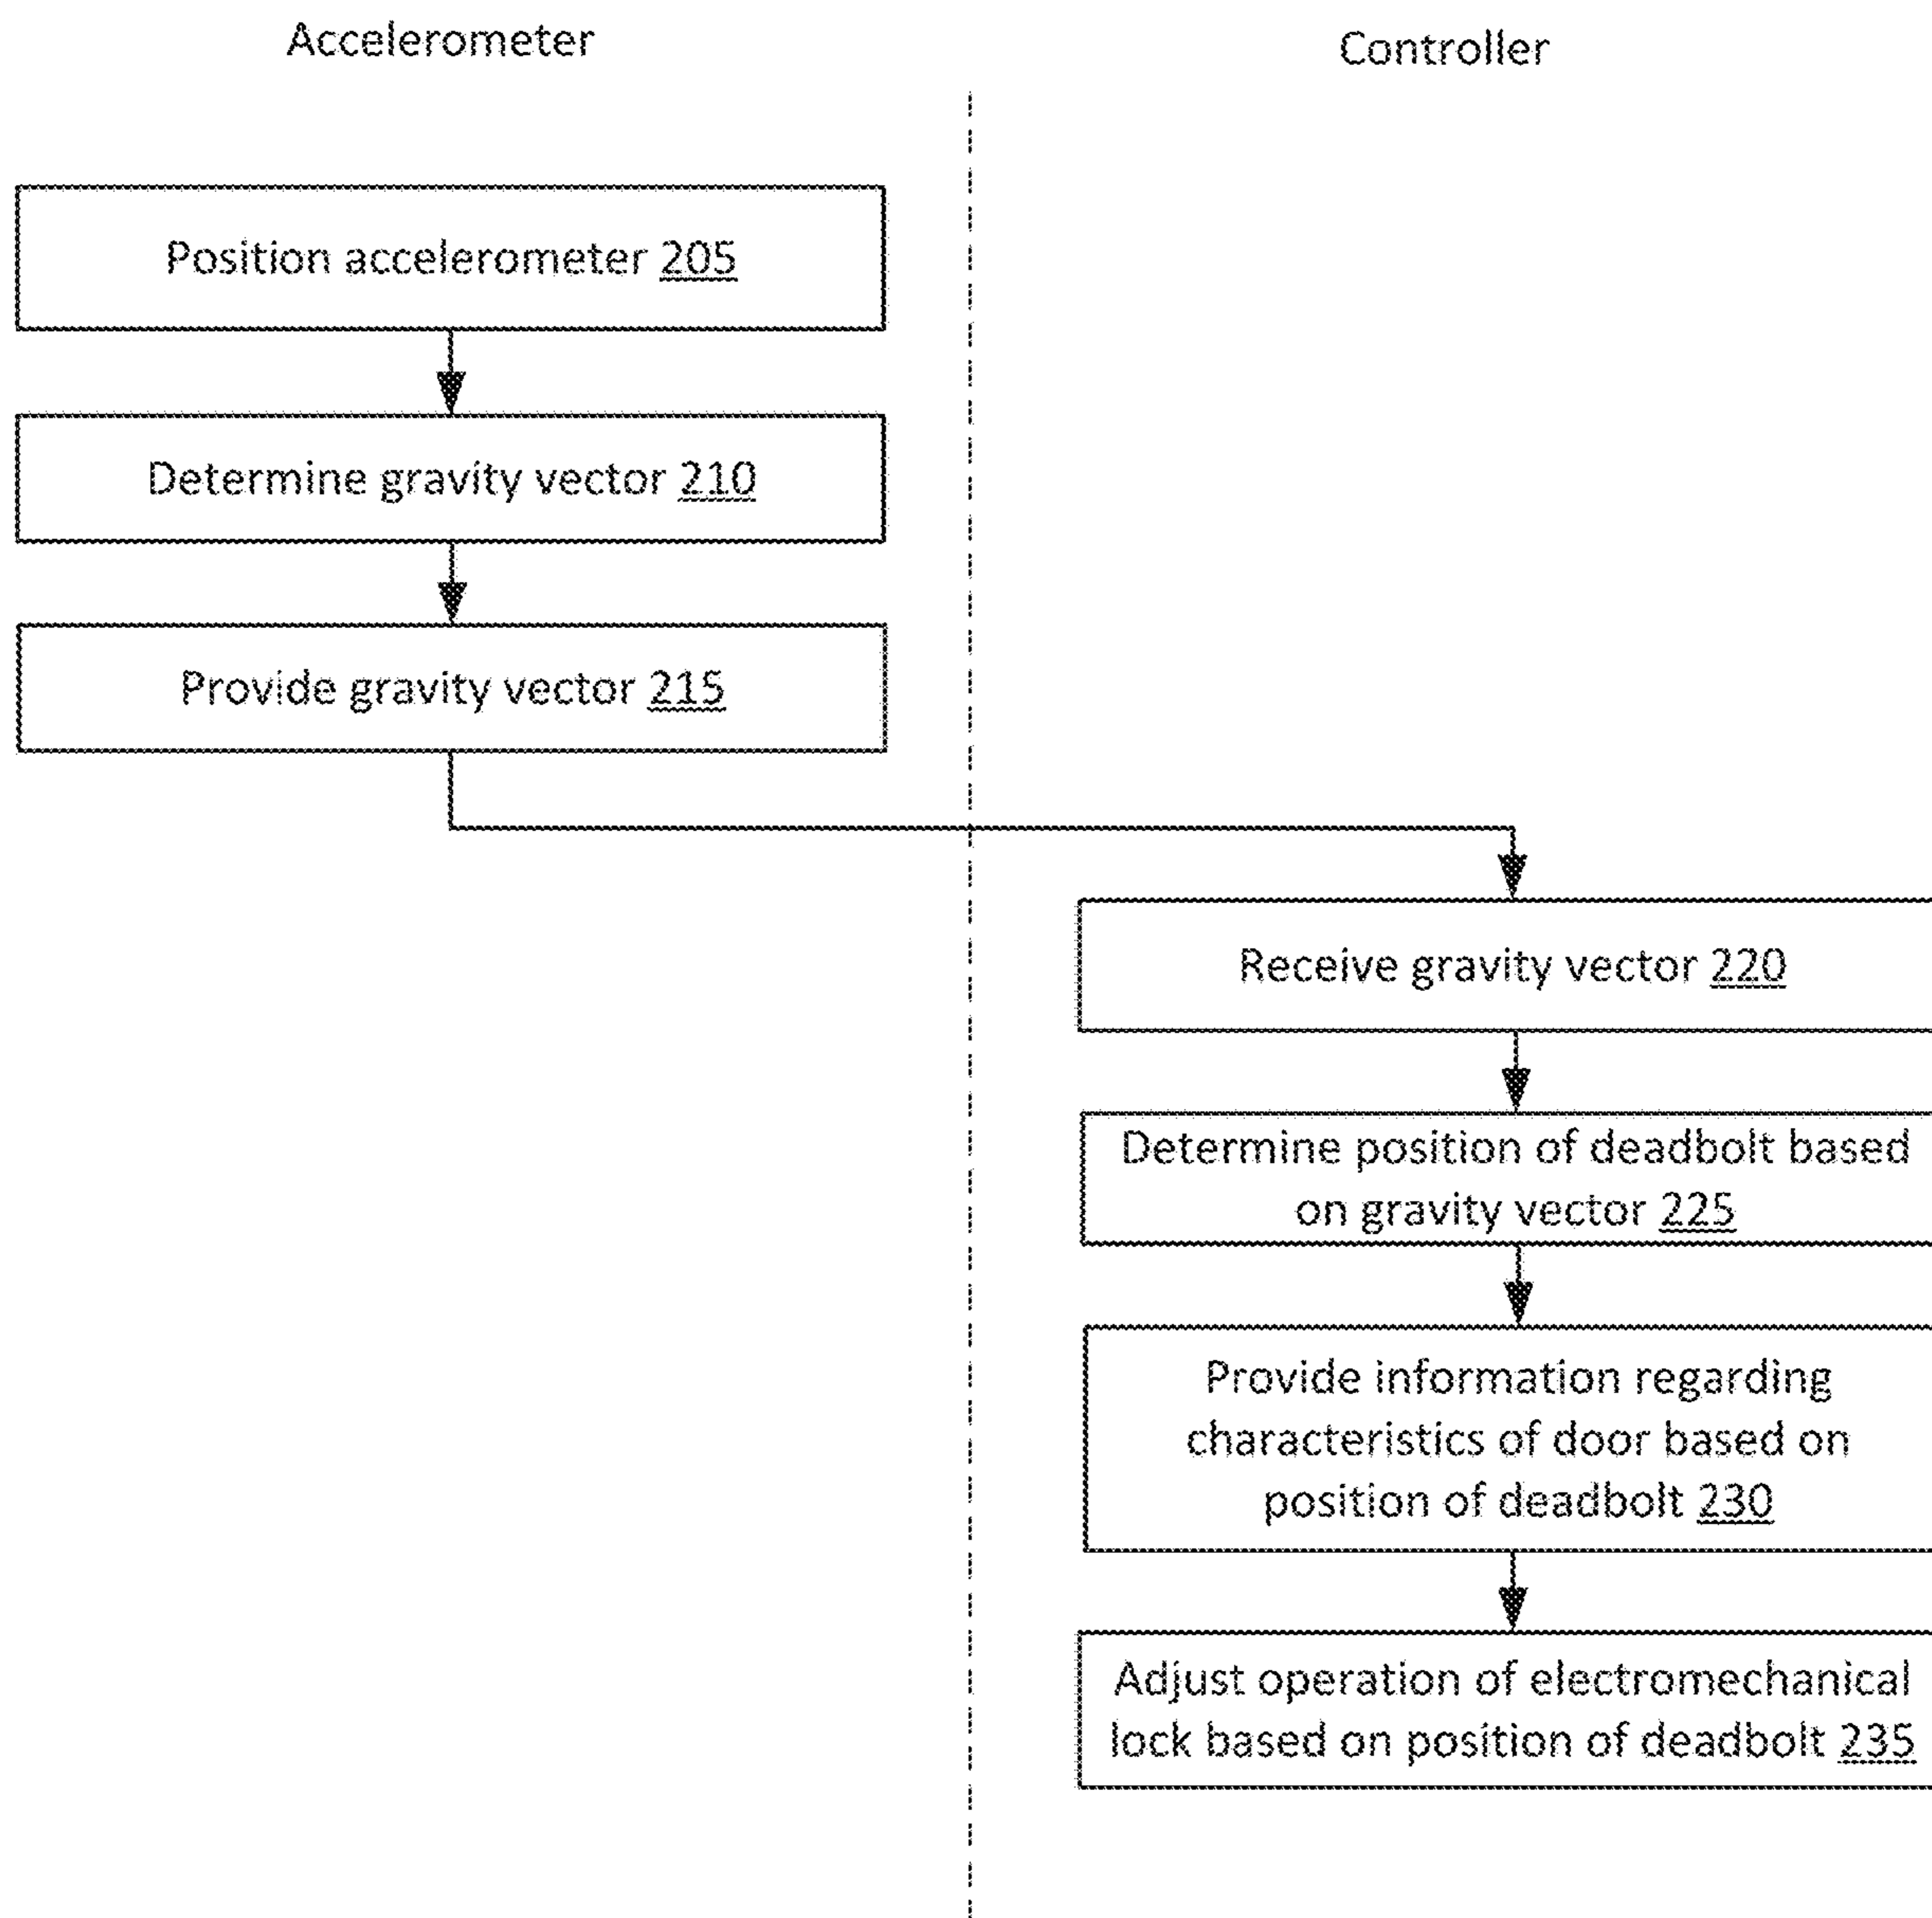 Accelerometer
Controller
Position accelerometer 205
Determine gravity vector 210
Provide gravity vector 215
Receive gravity vector 220
Determine position of deadbolt based
on gravity vector 225
Provide information regarding
characteristics of door based on
position of deadbolt 230
Adjust operation of electromechanical
lock based on position of deadbolt 235